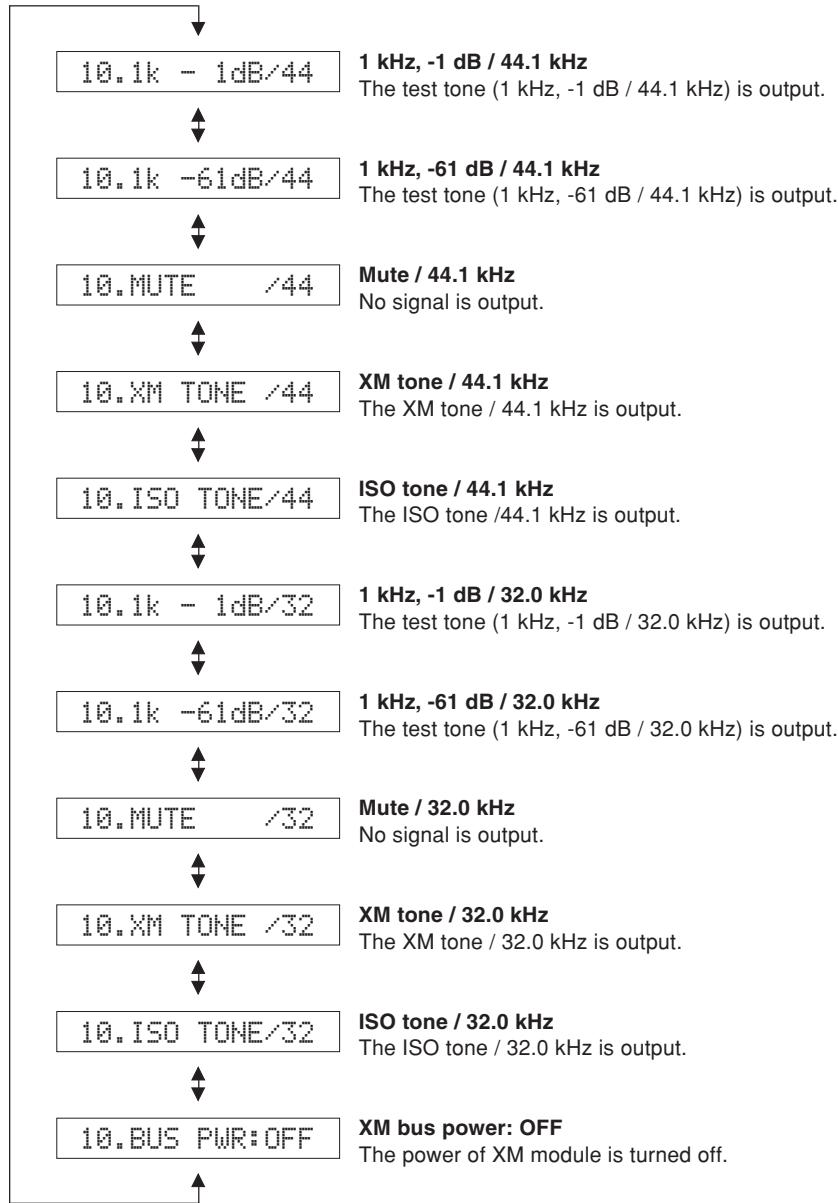 10.1k - 1dB/44
1 kHz, -1 dB / 44.1 kHz
The test tone (1 kHz, -1 dB / 44.1 kHz) is output.
10.1k -61dB/44
1 kHz, -61 dB / 44.1 kHz
The test tone (1 kHz, -61 dB / 44.1 kHz) is output.
10.MUTE /44
Mute / 44.1 kHz
No signal is output.
10.XM TONE /44
XM tone / 44.1 kHz
The XM tone / 44.1 kHz is output.
10.ISO TONE/44
ISO tone / 44.1 kHz
The ISO tone /44.1 kHz is output.
10.1k - 1dB/32
1 kHz, -1 dB / 32.0 kHz
The test tone (1 kHz, -1 dB / 32.0 kHz) is output.
10.1k -61dB/32
1 kHz, -61 dB / 32.0 kHz
The test tone (1 kHz, -61 dB / 32.0 kHz) is output.
10.MUTE /32
Mute / 32.0 kHz
No signal is output.
10.XM TONE /32
XM tone / 32.0 kHz
The XM tone / 32.0 kHz is output.
10.ISO TONE/32
ISO tone / 32.0 kHz
The ISO tone / 32.0 kHz is output.
10.BUS PWR:OFF
XM bus power: OFF
The power of XM module is turned off.